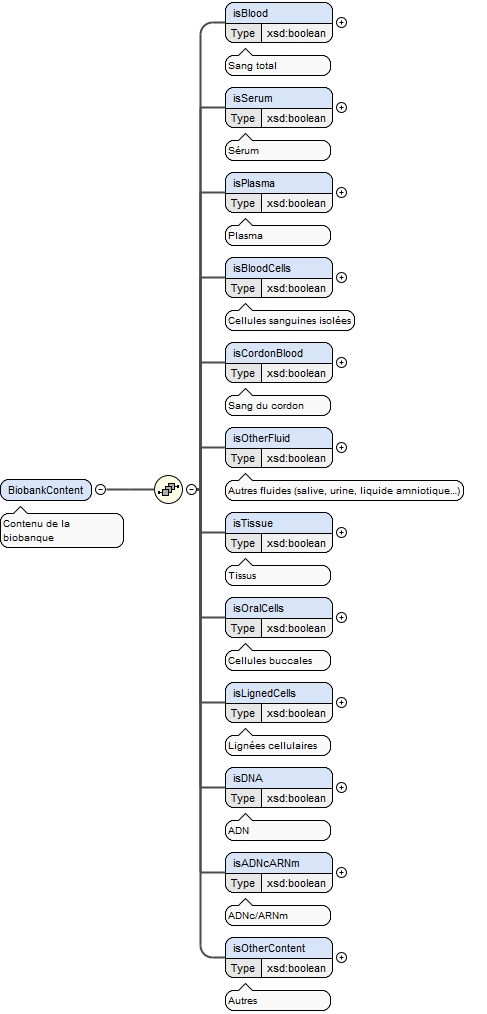 isBlood
Type xsd:boolean
Sang total
isSerum
Type xsd:boolean
Sérum
isPlasma
Type xsd:boolean
Plasma
isBloodCells
Type xsd:boolean
Cellules sanguines isolées
isCordonBlood
Type xsd:boolean
Sang du cordon
isOtherFluid
Type xsd:boolean
Autres fluides (salive, urine, liquide amniotique...)
BiobankContent
Contenu de la
biobanque
isTissue
Type xsd:boolean
Tissus
isOralCells
Type xsd:boolean
Cellules buccales
isLignedCells
Type xsd:boolean
Lignées cellulaires
isDNA
Type xsd:boolean
ADN
isADNcARNm
Type xsd:boolean
ADNc/ARNm
isOtherContent
Type xsd:boolean
Autres